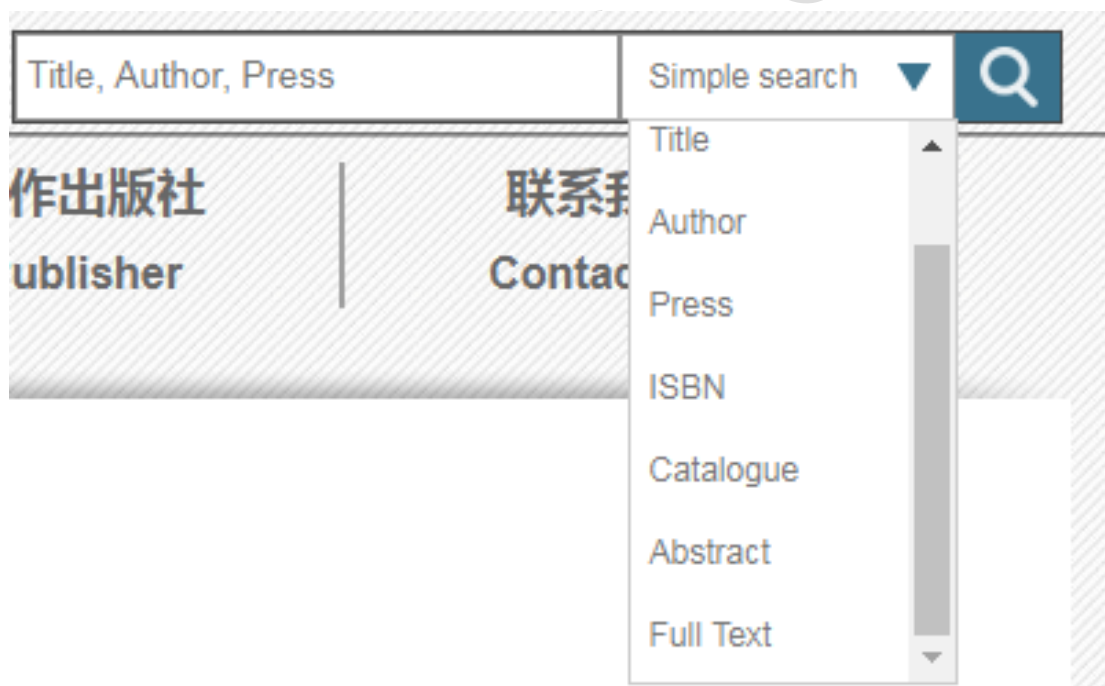 Title, Author, Press
Simple search
Title
作出版社
联系
Author
ublisher
Contac
Press
ISBN
Catalogue
Abstract
Full Text